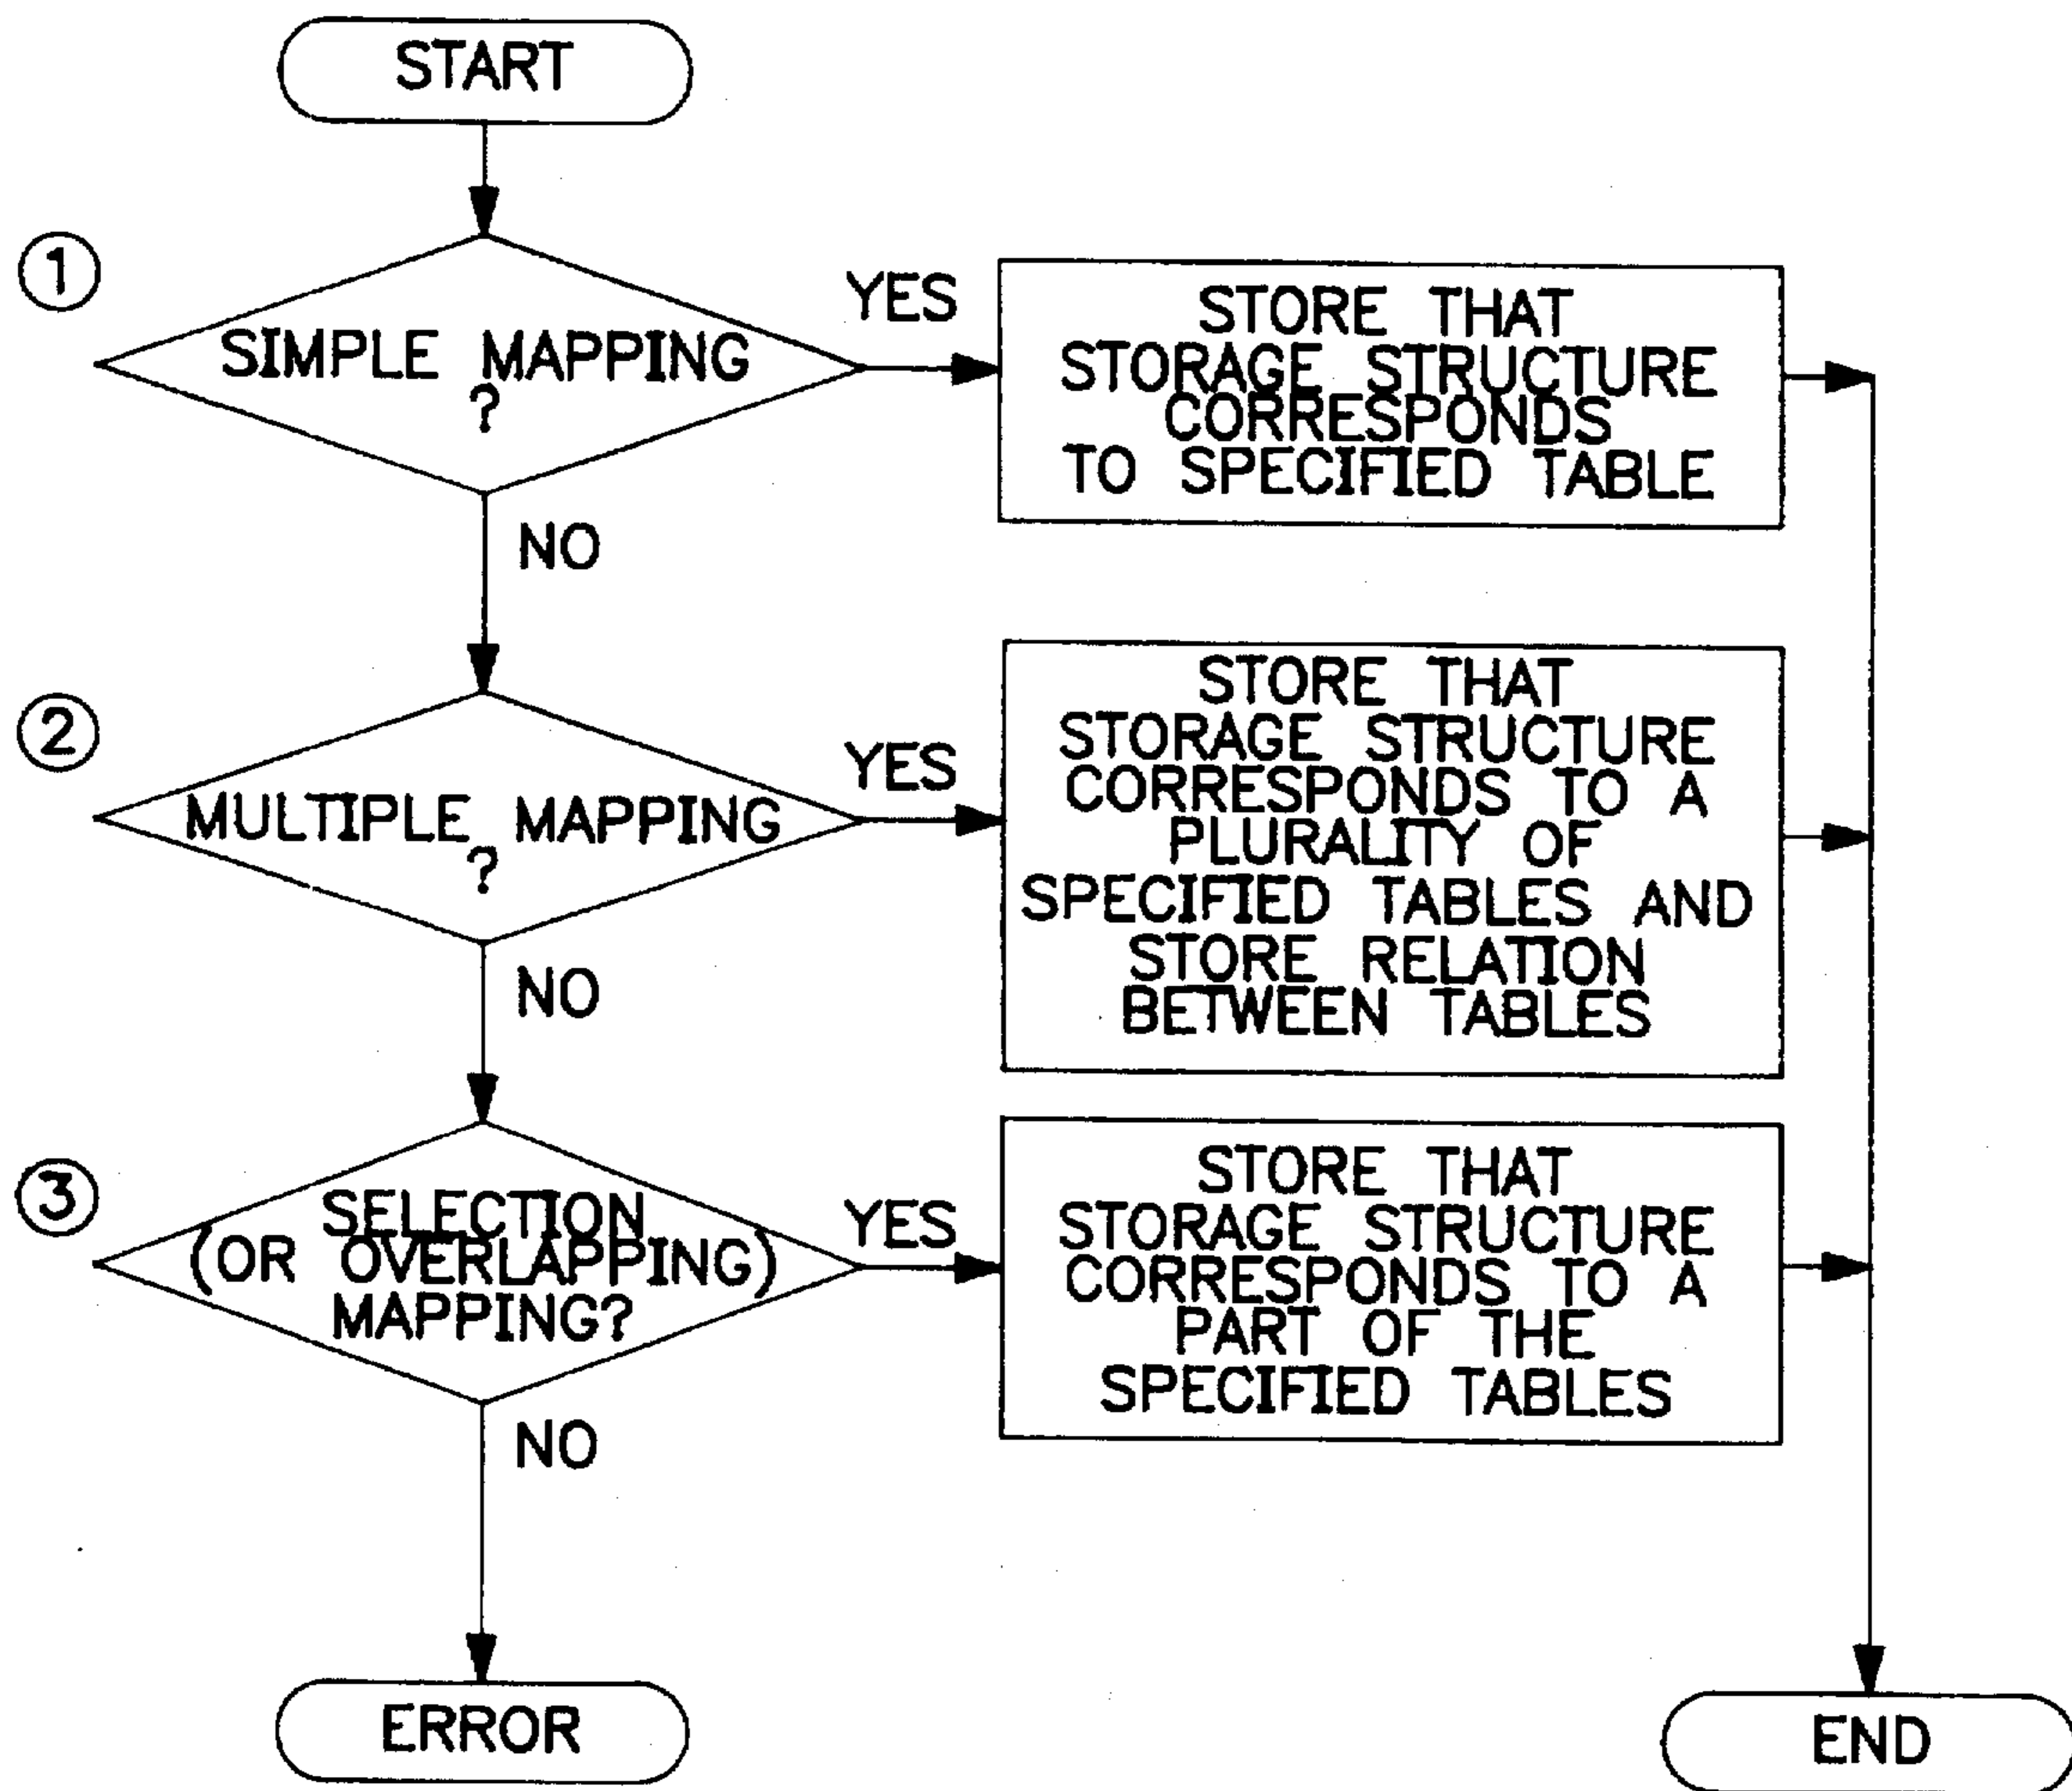 START
①
SIMPLE MAPPING
?
YES
STORE THAT
STORAGE STRUCTURE
CORRESPONDS
TO SPECIFIED TABLE
NO
②
MULTIPLE MAPPING
?
YES
STORE THAT
STORAGE STRUCTURE
CORRESPONDS TO A
PLURALITY OF
SPECIFIED TABLES AND
STORE RELATION
BETWEEN TABLES
NO
③
SELECTION
(OR OVERLAPPING)
MAPPING?
YES
STORE THAT
STORAGE STRUCTURE
CORRESPONDS TO A
PART OF THE
SPECIFIED TABLES
NO
ERROR
END